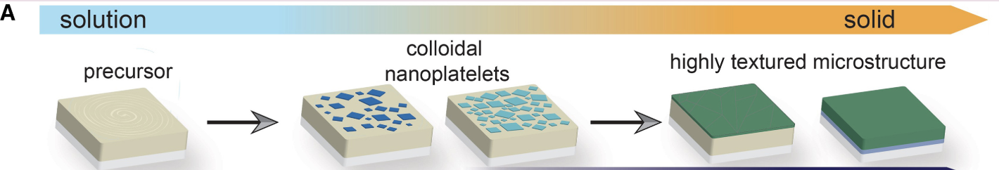 A
solution
solid
precursor
colloidal
nanoplatelets
highly textured microstructure